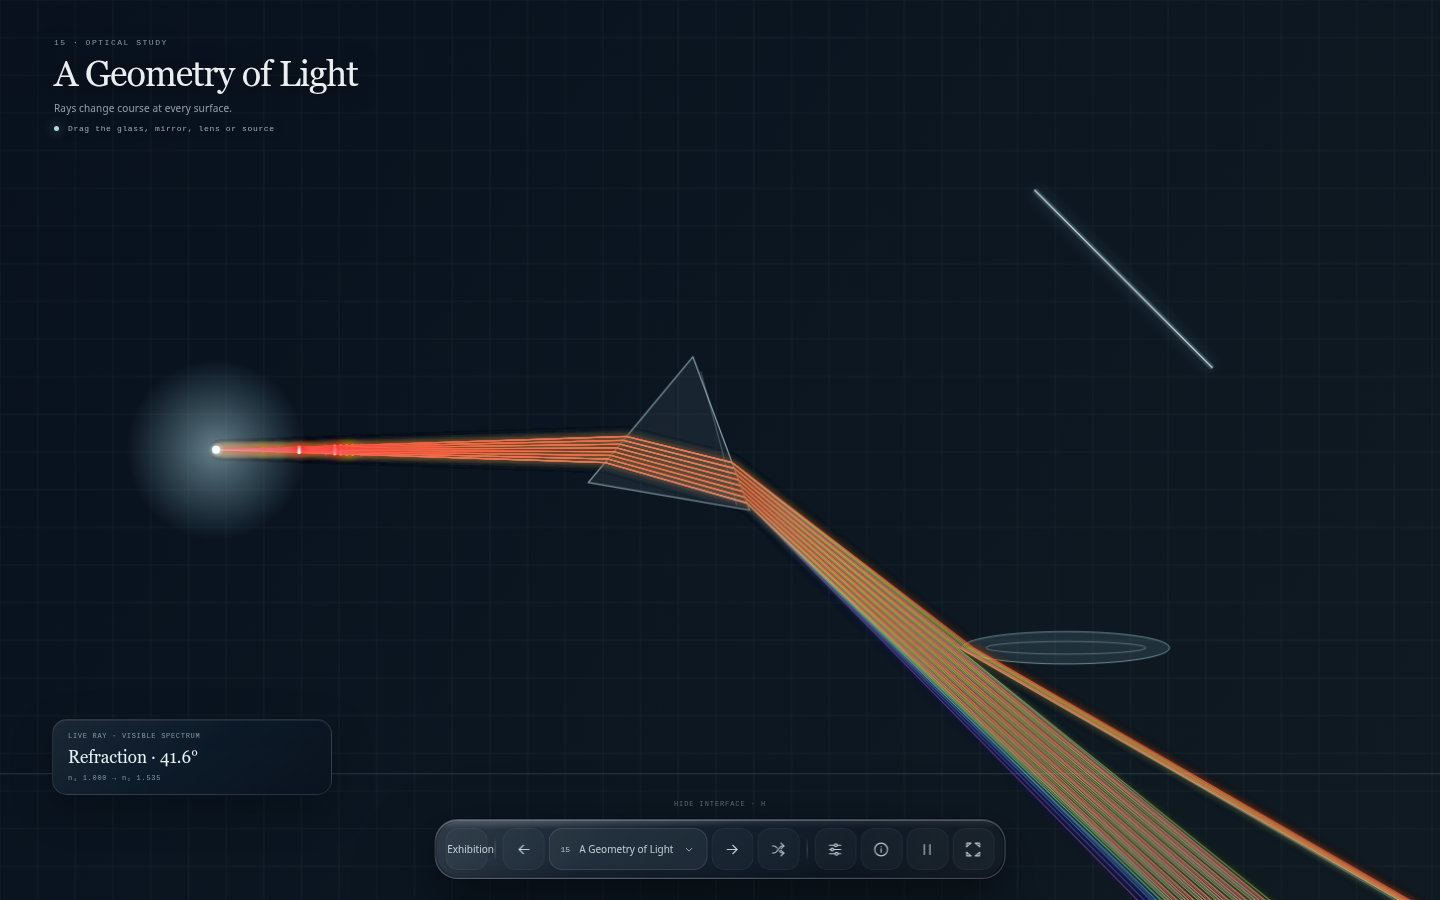 15 · OPTICAL STUDY
A Geometry of Light
Rays change course at every surface.
Drag the glass, mirror, lens or source
LIVE RAY · VISIBLE SPECTRUM
Refraction · 41.6°
n₁ 1.000 → n₂ 1.535
HIDE INTERFACE · H
Exhibition
15 A Geometry of Light